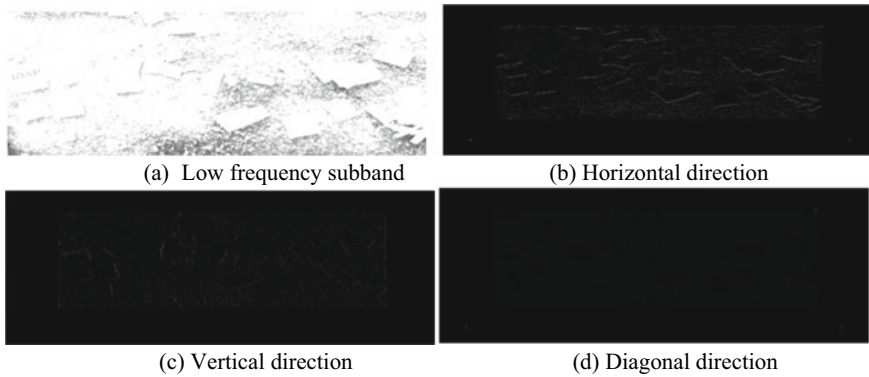 (a) Low frequency subband
(b) Horizontal direction
(c) Vertical direction
(d) Diagonal direction